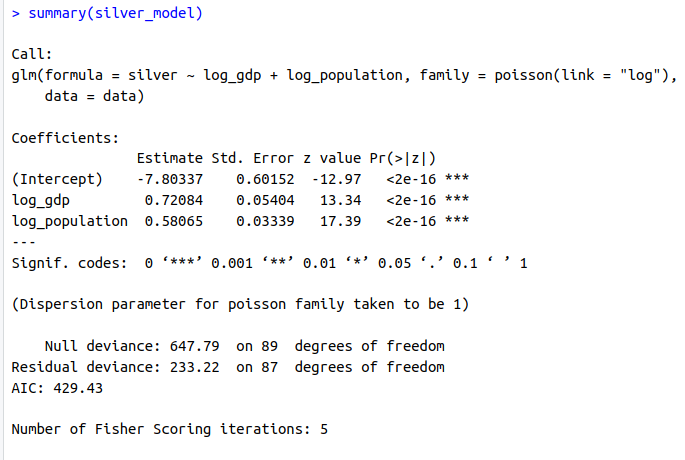 > summary(silver_model)
Call:
glm(formula = silver ~ log_gdp + log_population, family = poisson(link = "log"),
    data = data)
Coefficients:
               Estimate Std. Error z value Pr(>|z|)
(Intercept)    -7.80337    0.60152  -12.97   <2e-16 ***
log_gdp         0.72084    0.05404   13.34   <2e-16 ***
log_population  0.58065    0.03339   17.39   <2e-16 ***
---
Signif. codes:  0 ‘***’ 0.001 ‘**’ 0.01 ‘*’ 0.05 ‘.’ 0.1 ‘ ’ 1
(Dispersion parameter for poisson family taken to be 1)
    Null deviance: 647.79  on 89  degrees of freedom
Residual deviance: 233.22  on 87  degrees of freedom
AIC: 429.43
Number of Fisher Scoring iterations: 5